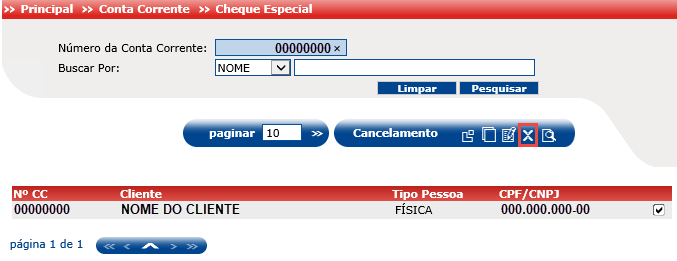 >> Principal >> Conta Corrente >> Cheque Especial
Número da Conta Corrente: 00000000 ×
Buscar Por: NOME
Limpar Pesquisar
paginar 10 >> Cancelamento
Nº CC Cliente Tipo Pessoa CPF/CNPJ
00000000 NOME DO CLIENTE FÍSICA 000.000.000-00
página 1 de 1 << < > >>